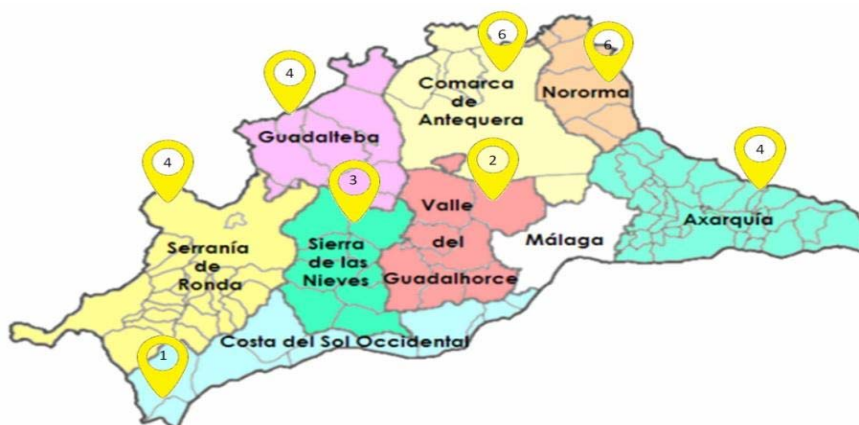 6
6
4
Comarca
de
Antequera
Nororma
Guadalteba
4
3
2
4
Valle
del
Guadalhorce
Axarquía
Málaga
Serranía
de
Ronda
Sierra
de las
Nieves
Costa del Sol Occidental
1